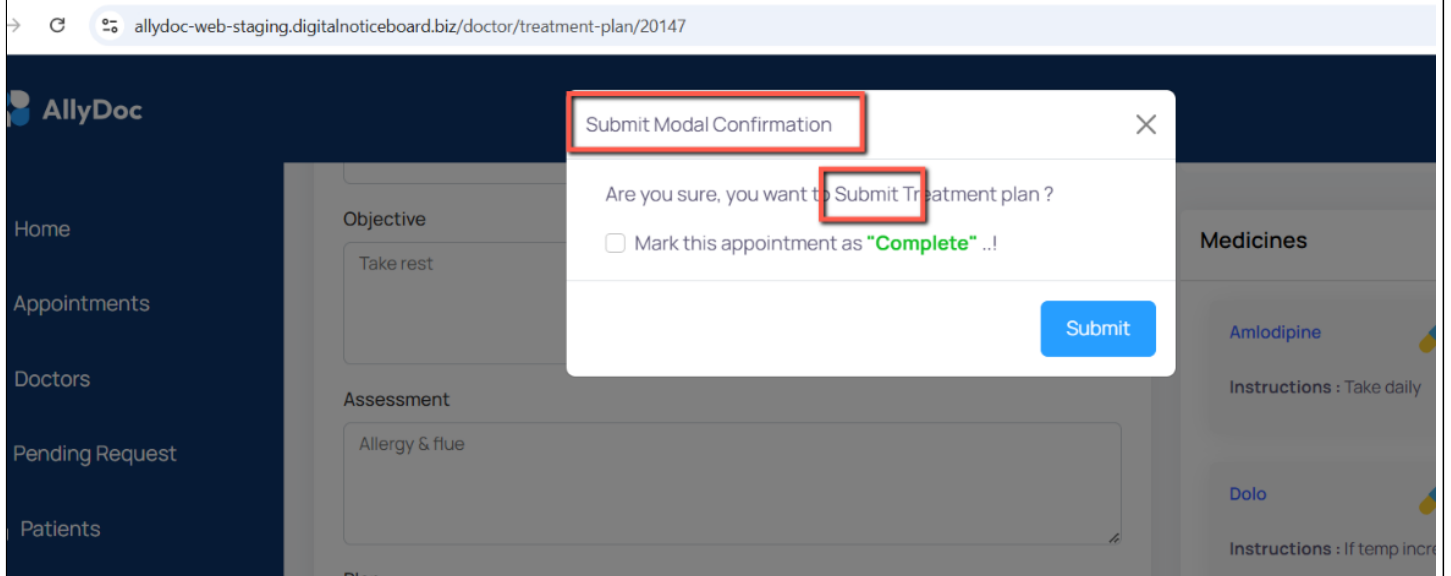 allydoc-web-staging.digitalnoticeboard.biz/doctor/treatment-plan/20147
AllyDoc
Submit Modal Confirmation
Are you sure, you want to Submit Treatment plan ?
Mark this appointment as "Complete" ..!
Submit
Home
Appointments
Doctors
Pending Request
Patients
Objective
Take rest
Assessment
Allergy & flue
Medicines
Amlodipine
Instructions : Take daily
Dolo
Instructions : If temp incre